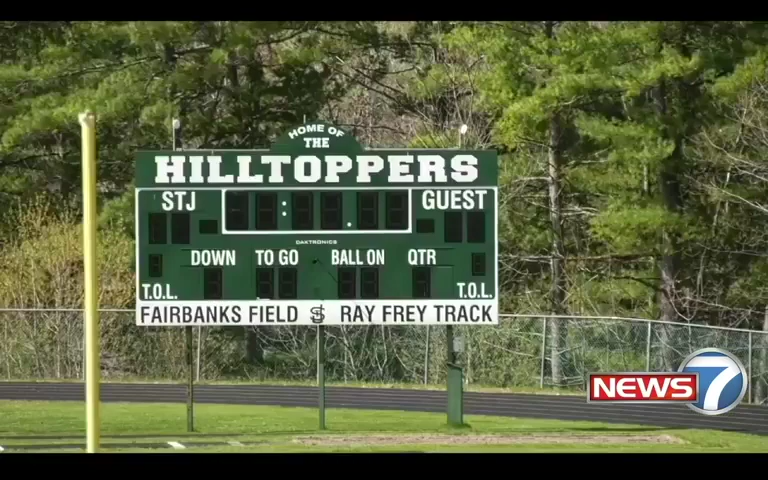 HOME OF
THE
HILLTOPPERS
STJ GUEST
DAKTRONICS
DOWN TO GO BALL ON QTR
T.O.L. T.O.L.
FAIRBANKS FIELD SJ RAY FREY TRACK
NEWS 7